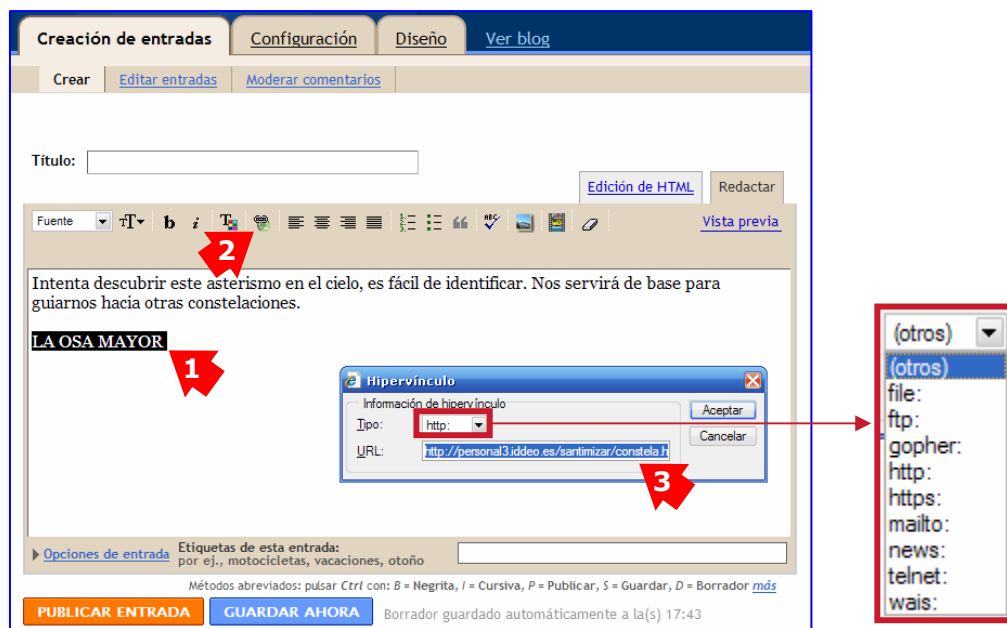 Creación de entradas Configuración Diseño Ver blog
Crear Editar entradas Moderar comentarios
Título:
Edición de HTML Redactar
Fuente T b i T ABC Vista previa
2
Intenta descubrir este asterismo en el cielo, es fácil de identificar. Nos servirá de base para
guiarnos hacia otras constelaciones.
LA OSA MAYOR
1
Hipervínculo
Información de hipervínculo
Tipo: http: Aceptar
URL: http://personal3.iddeo.es/santimizar/constela.h Cancelar
3
Opciones de entrada Etiquetas de esta entrada:
por ej., motocicletas, vacaciones, otoño
Métodos abreviados: pulsar Ctrl con: B = Negrita, I = Cursiva, P = Publicar, S = Guardar, D = Borrador más
PUBLICAR ENTRADA GUARDAR AHORA Borrador guardado automáticamente a la(s) 17:43
(otros)
(otros)
file:
ftp:
gopher:
http:
https:
mailto:
news:
telnet:
wais: